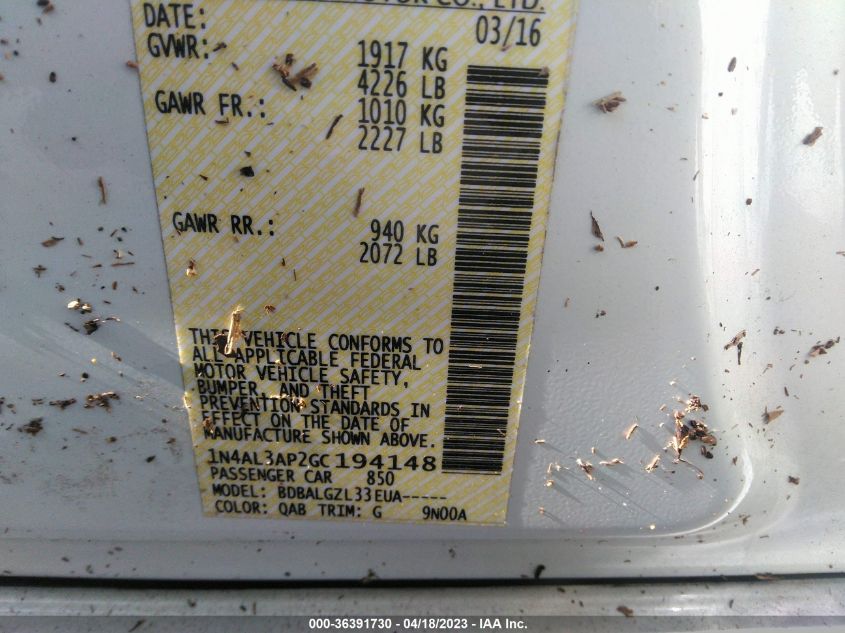 MOTOR CO., LTD.
DATE: 03/16
GVWR: 1917 KG
4226 LB
GAWR FR.: 1010 KG
2227 LB
GAWR RR.: 940 KG
2072 LB
THIS VEHICLE CONFORMS TO
ALL APPLICABLE FEDERAL
MOTOR VEHICLE SAFETY,
BUMPER, AND THEFT
PREVENTION STANDARDS IN
EFFECT ON THE DATE OF
MANUFACTURE SHOWN ABOVE.
1N4AL3AP2GC194148
PASSENGER CAR 850
MODEL: BDBALGZL33EUA-----
COLOR: QAB TRIM: G 9N00A
000-36391730 - 04/18/2023 - © IAA Inc.